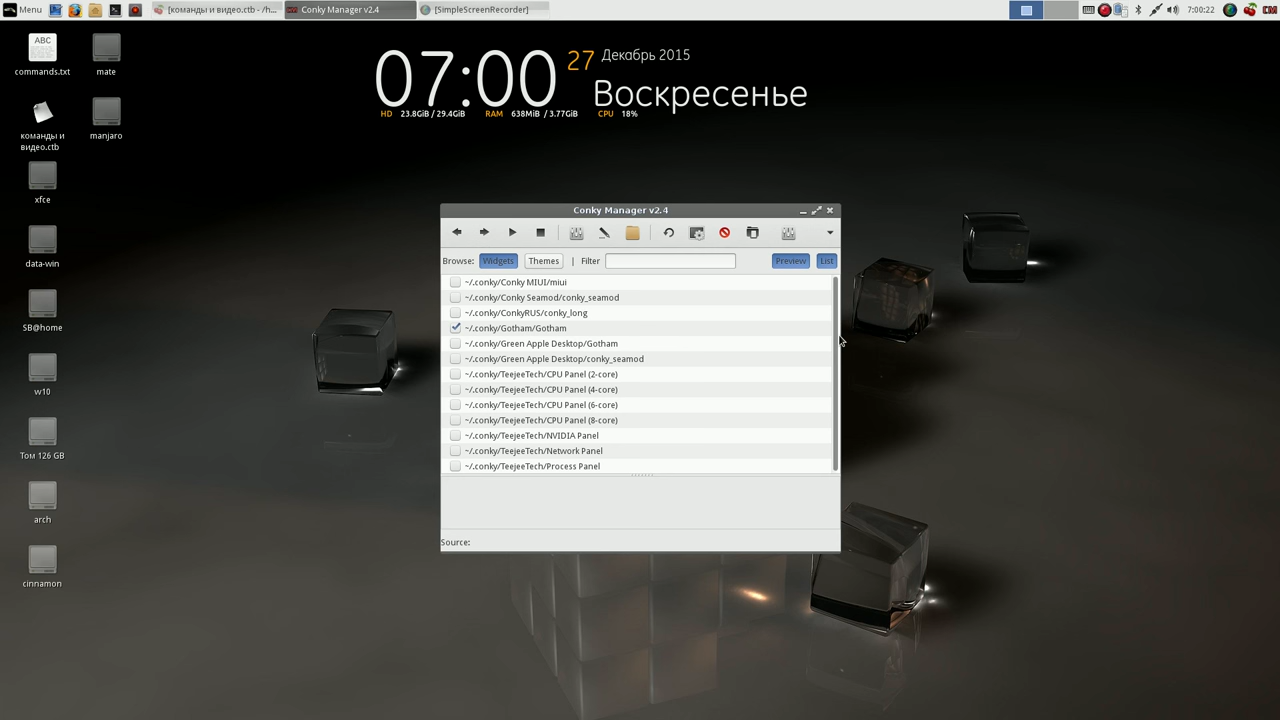 Menu
[команды и видео.ctb - /h...
Conky Manager v2.4
[SimpleScreenRecorder]
7:00:22
CM
ABC
commands.txt
mate
команды и
видео.ctb
manjaro
xfce
data-win
SB@home
w10
Том 126 GB
arch
cinnamon
07:00
27
Декабрь 2015
Воскресенье
HD 23.8GiB / 29.4GiB RAM 638MiB / 3.77GiB CPU 18%
Conky Manager v2.4
Browse: Widgets Themes | Filter Preview List
~/.conky/Conky MIUI/miui
~/.conky/Conky Seamod/conky_seamod
~/.conky/ConkyRUS/conky_long
~/.conky/Gotham/Gotham
~/.conky/Green Apple Desktop/Gotham
~/.conky/Green Apple Desktop/conky_seamod
~/.conky/TeejeeTech/CPU Panel (2-core)
~/.conky/TeejeeTech/CPU Panel (4-core)
~/.conky/TeejeeTech/CPU Panel (6-core)
~/.conky/TeejeeTech/CPU Panel (8-core)
~/.conky/TeejeeTech/NVIDIA Panel
~/.conky/TeejeeTech/Network Panel
~/.conky/TeejeeTech/Process Panel
Source: